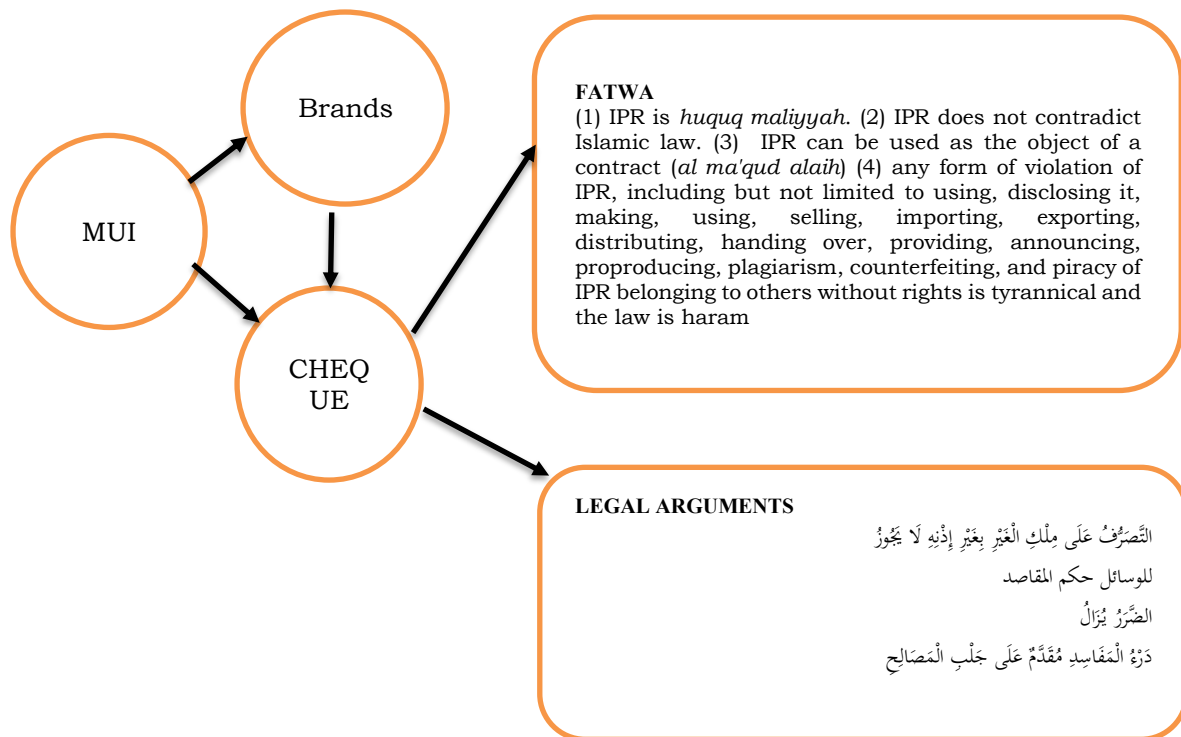 Brands
MUI
CHEQ
UE
FATWA
(1) IPR is huquq maliyyah. (2) IPR does not contradict
Islamic law. (3) IPR can be used as the object of a
contract (al ma'qud alaih) (4) any form of violation of
IPR, including but not limited to using, disclosing it,
making, using, selling, importing, exporting,
distributing, handing over, providing, announcing,
proproducing, plagiarism, counterfeiting, and piracy of
IPR belonging to others without rights is tyrannical and
the law is haram
LEGAL ARGUMENTS
التَّصَرُّفُ عَلَى مِلْكِ الْغَيْرِ بِغَيْرِ إِذْنِهِ لَا يَجُوزُ
للوسائل حكم المقاصد
الضَّرَرُ يُزَالُ
دَرْءُ الْمَفَاسِدِ مُقَدَّمٌ عَلَى جَلْبِ الْمَصَالِحِ